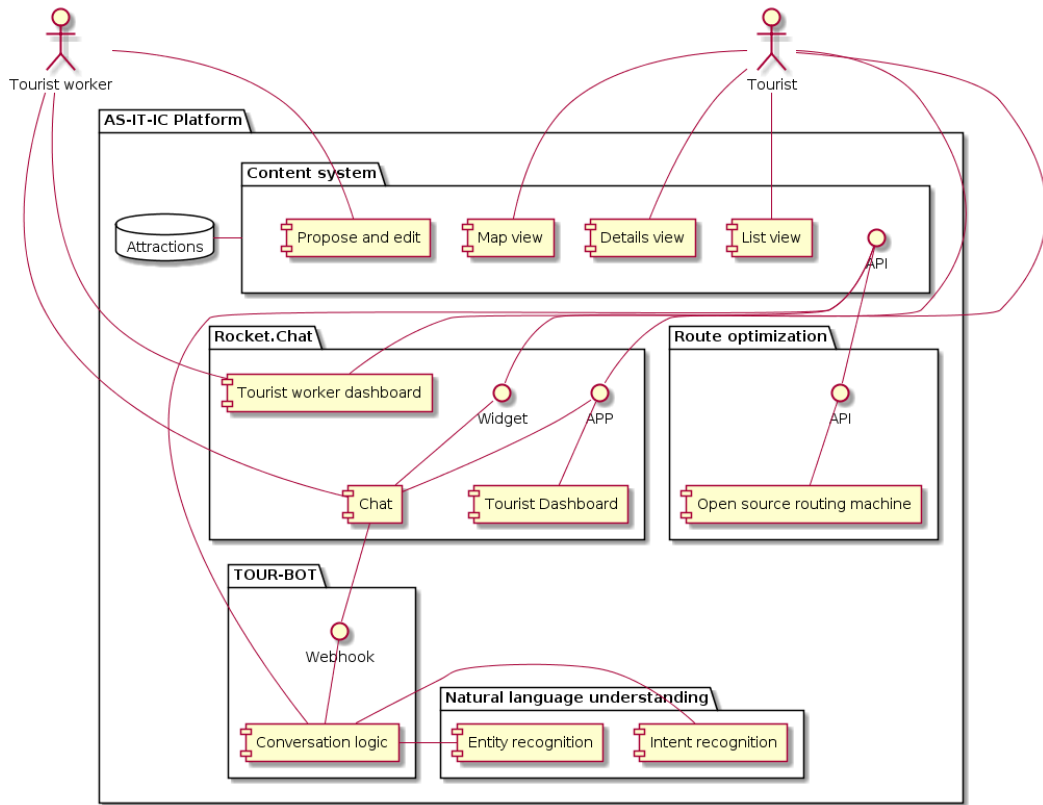 Tourist worker
Tourist
AS-IT-IC Platform
Content system
Attractions
Propose and edit
Map view
Details view
List view
API
Rocket.Chat
Route optimization
Tourist worker dashboard
Widget
APP
API
Chat
Tourist Dashboard
Open source routing machine
TOUR-BOT
Webhook
Natural language understanding
Conversation logic
Entity recognition
Intent recognition